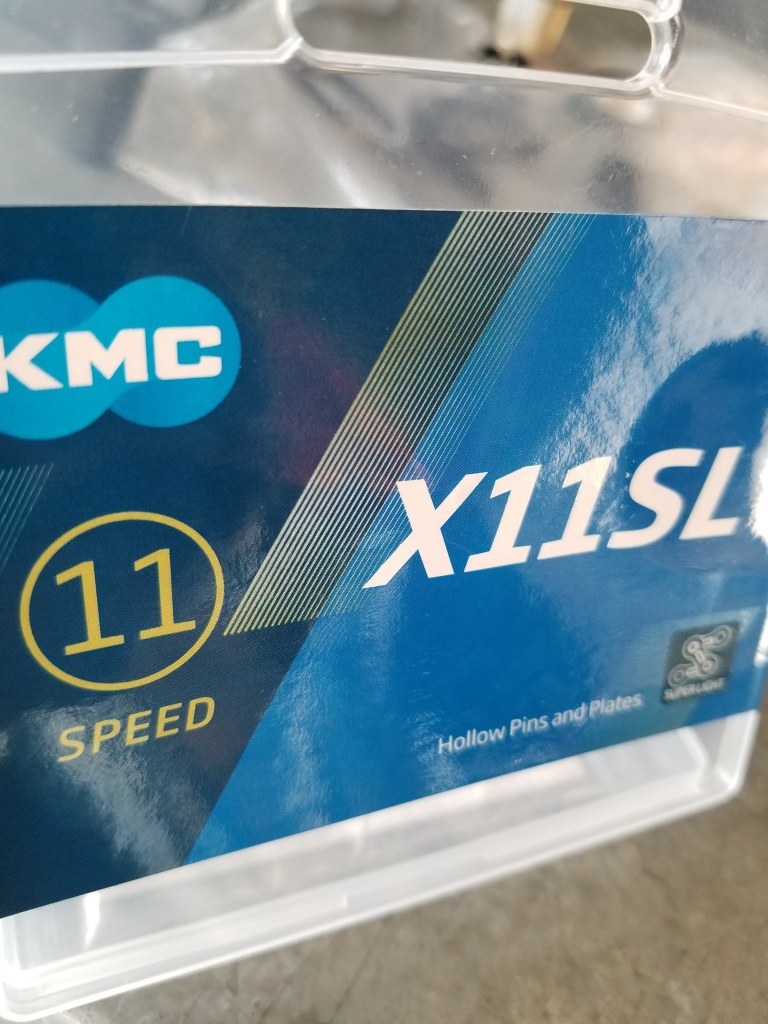 KMC
X11SL
11
SPEED
Hollow Pins and Plates
SUPER LIGHT